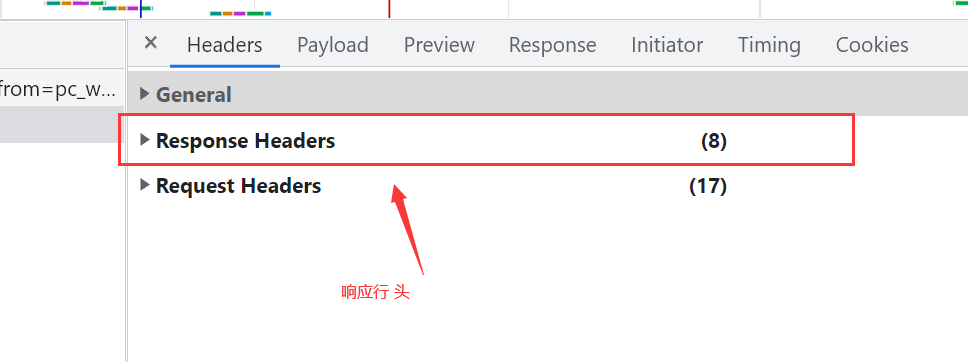 Headers Payload Preview Response Initiator Timing Cookies
from=pc_w...
General
Response Headers (8)
Request Headers (17)
响应行 头